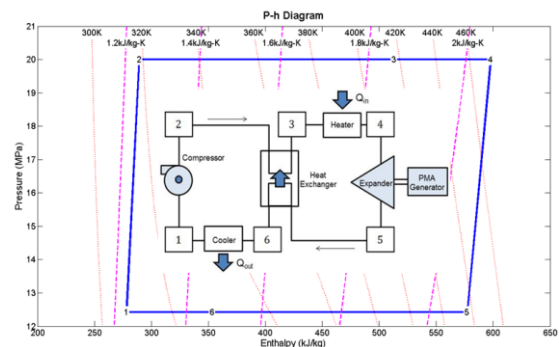 P-h Diagram
300K 320K 340K 360K 380K 400K 420K 440K 460K
1.2kJ/kg-K 1.4kJ/kg-K 1.6kJ/kg-K 1.8kJ/kg-K 2kJ/kg-K
21
20
19
18
17
16
15
14
13
12
Pressure (MPa)
2 3 4
Qin
2 3 Heater 4
Compressor
Heat
Exchanger
Expander
PMA
Generator
1 Cooler 6 5
Qout
1 6 5
200 250 300 350 400 450 500 550 600 650
Enthalpy (kJ/kg)